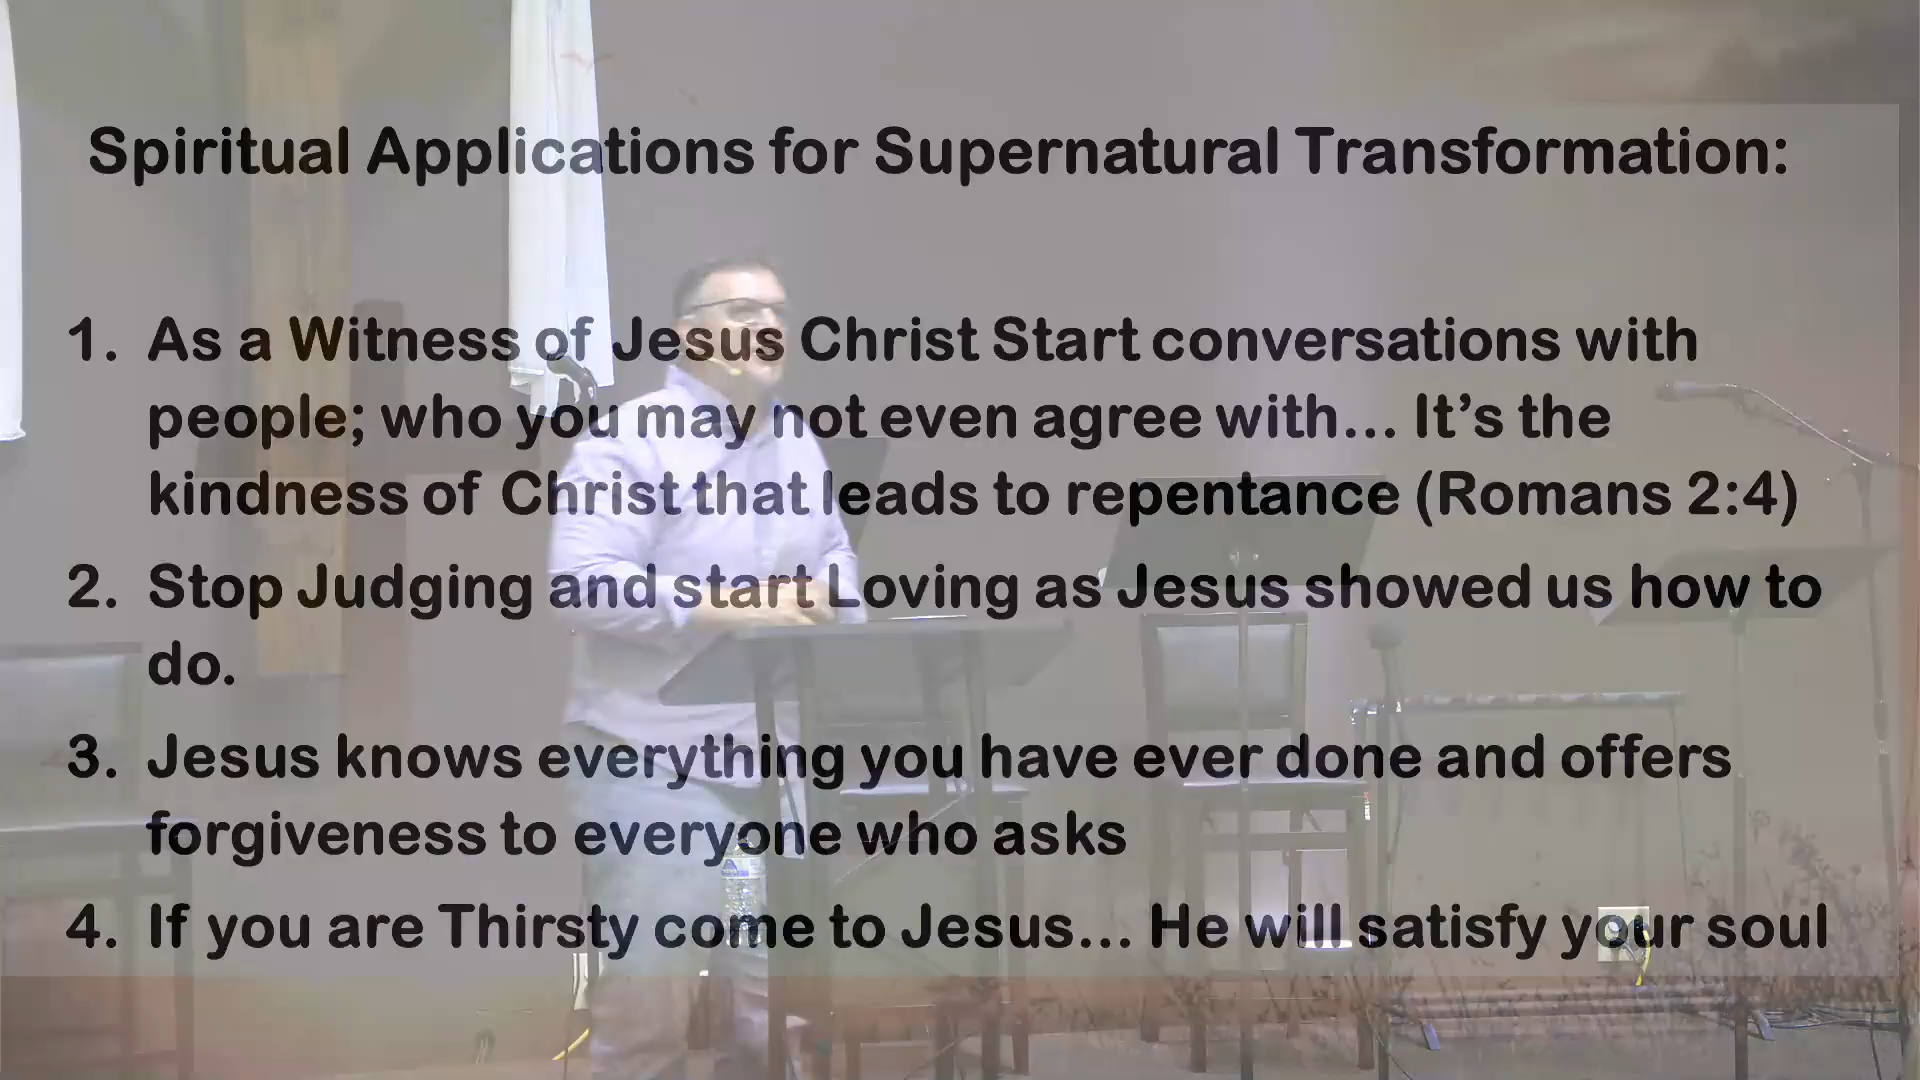 Spiritual Applications for Supernatural Transformation:
1. As a Witness of Jesus Christ Start conversations with
people; who you may not even agree with… It’s the
kindness of Christ that leads to repentance (Romans 2:4)
2. Stop Judging and start Loving as Jesus showed us how to
do.
3. Jesus knows everything you have ever done and offers
forgiveness to everyone who asks
4. If you are Thirsty come to Jesus… He will satisfy your soul